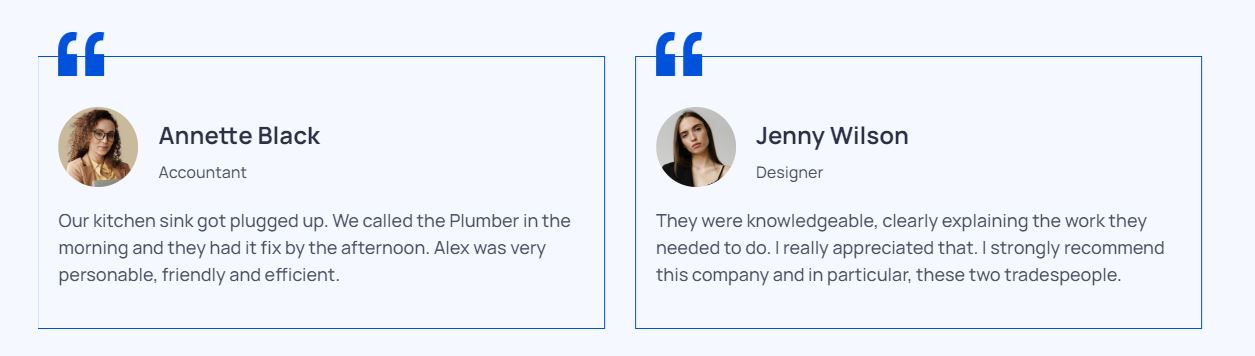 Annette Black
Accountant
Our kitchen sink got plugged up. We called the Plumber in the
morning and they had it fix by the afternoon. Alex was very
personable, friendly and efficient.
Jenny Wilson
Designer
They were knowledgeable, clearly explaining the work they
needed to do. I really appreciated that. I strongly recommend
this company and in particular, these two tradespeople.